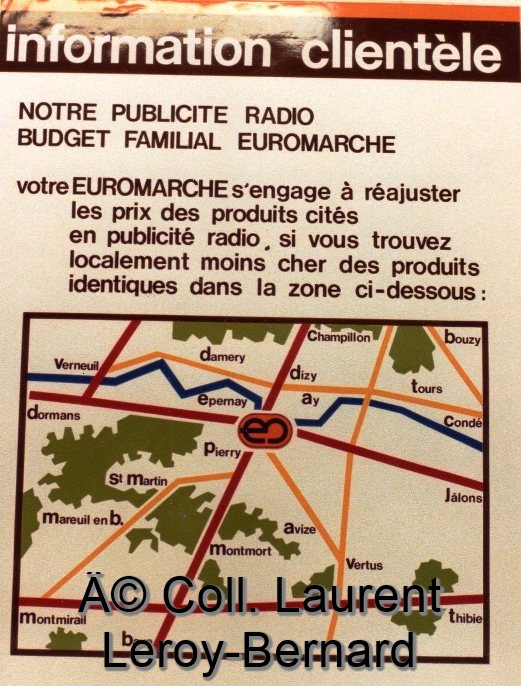 information clientèle
NOTRE PUBLICITE RADIO
BUDGET FAMILIAL EUROMARCHE
votre EUROMARCHE s'engage à réajuster
les prix des produits cités
en publicité radio, si vous trouvez
localement moins cher des produits
identiques dans la zone ci-dessous :
Champillon
bouzy
damery
Verneuil
dizy
tours
epernay
ay
dormans
Condé
pierry
st martin
Jâlons
mareuil en b.
avize
montmort
Vertus
Ä© Coll. Laurent
montmirail
thibie
Leroy-Bernard